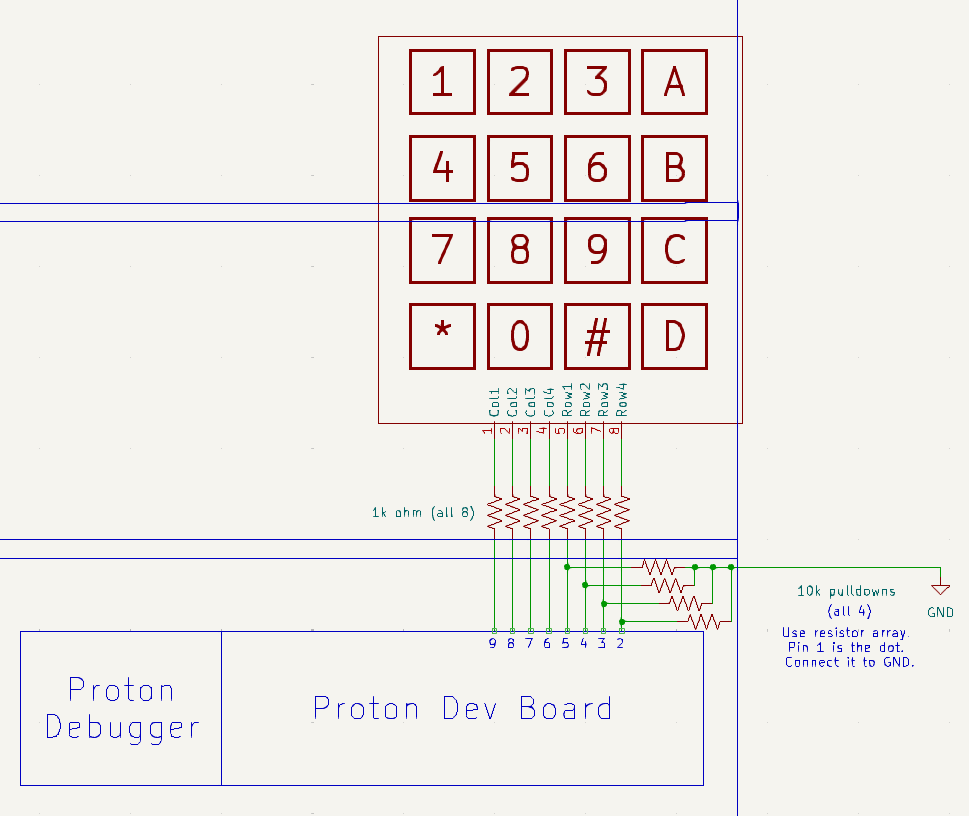 1 2 3 A
4 5 6 B
7 8 9 C
* 0 # D
Col1 Col2 Col3 Col4 Row1 Row2 Row3 Row4
1 2 3 4 5 6 7 8
1k ohm (all 8)
10k pulldowns
(all 4)
GND
Use resistor array.
Pin 1 is the dot.
Connect it to GND.
9 8 7 6 5 4 3 2
Proton
Debugger
Proton Dev Board